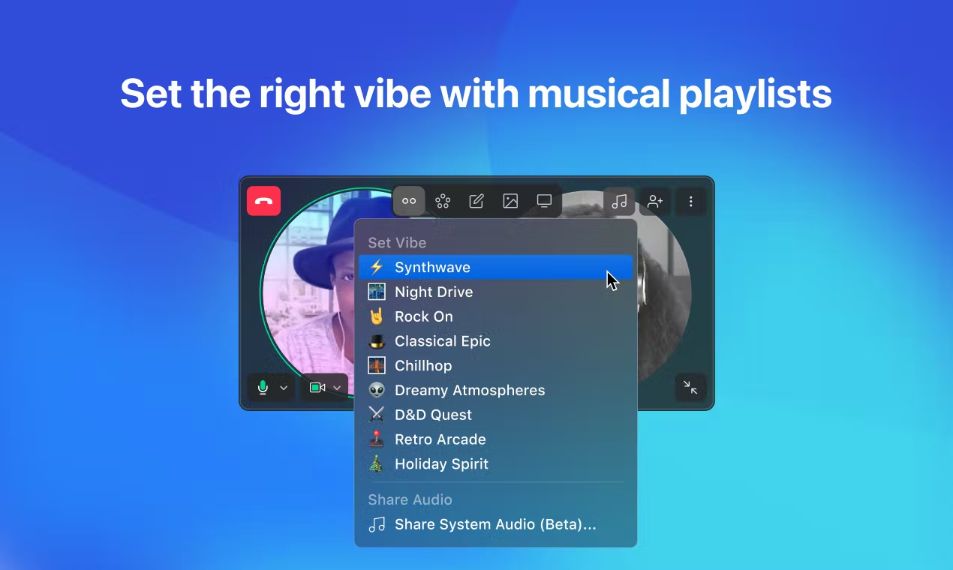 Set the right vibe with musical playlists
Set Vibe
Synthwave
Night Drive
Rock On
Classical Epic
Chillhop
Dreamy Atmospheres
D&D Quest
Retro Arcade
Holiday Spirit
Share Audio
Share System Audio (Beta)...